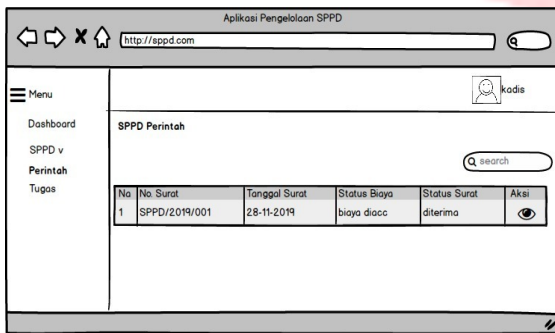 Aplikasi Pengelolaan SPPD
http://sppd.com
Menu
kadis
Dashboard
SPPD v
Perintah
Tugas
SPPD Perintah
search
No No. Surat Tanggal Surat Status Biaya Status Surat Aksi
1 SPPD/2019/001 28-11-2019 biaya diacc diterima